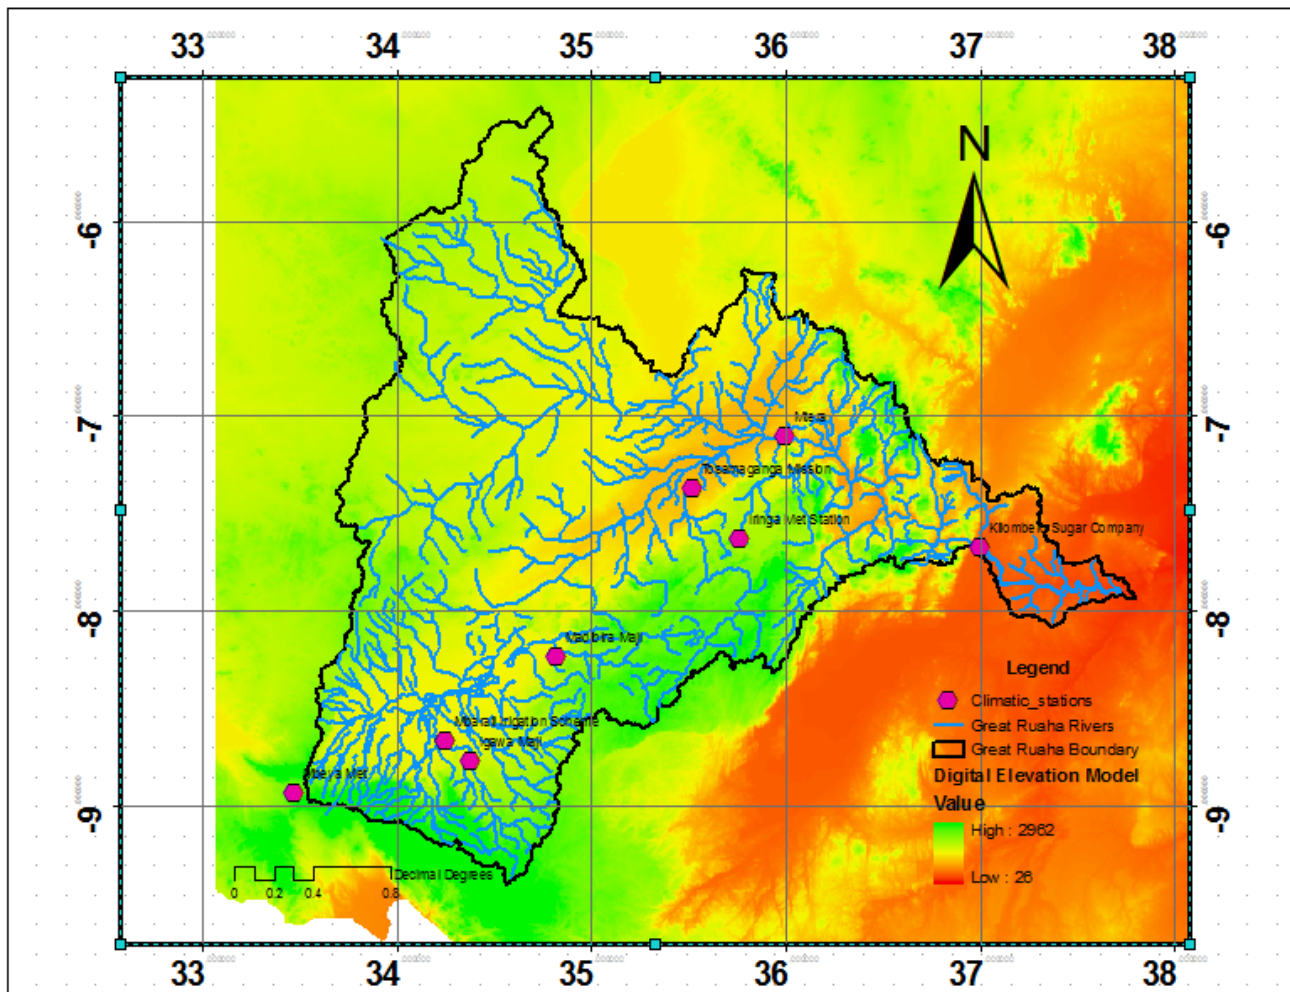 33 34 35 36 37 38
N
-6 -6
-7 -7
Mtera
Tosamaganga Mission
Iringa Met Station
Kilombero Sugar Company
-8 -8
Madibira Maji
Legend
Climatic_stations
Mbarali Irrigation Scheme
Great Ruaha Rivers
Igawa Maji
Great Ruaha Boundary
Mbeya Met
Digital Elevation Model
Value
-9 -9
High : 2962
Decimal Degrees
Low : 26
0 0.2 0.4 0.8
33 34 35 36 37 38